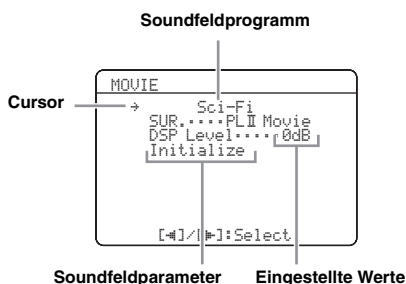 Soundfeldprogramm
MOVIE
Cursor → Sci-Fi
SUR.····PLⅡ Movie
DSP Level····0dB
Initialize
[◄]/[►]:Select
Soundfeldparameter Eingestellte Werte